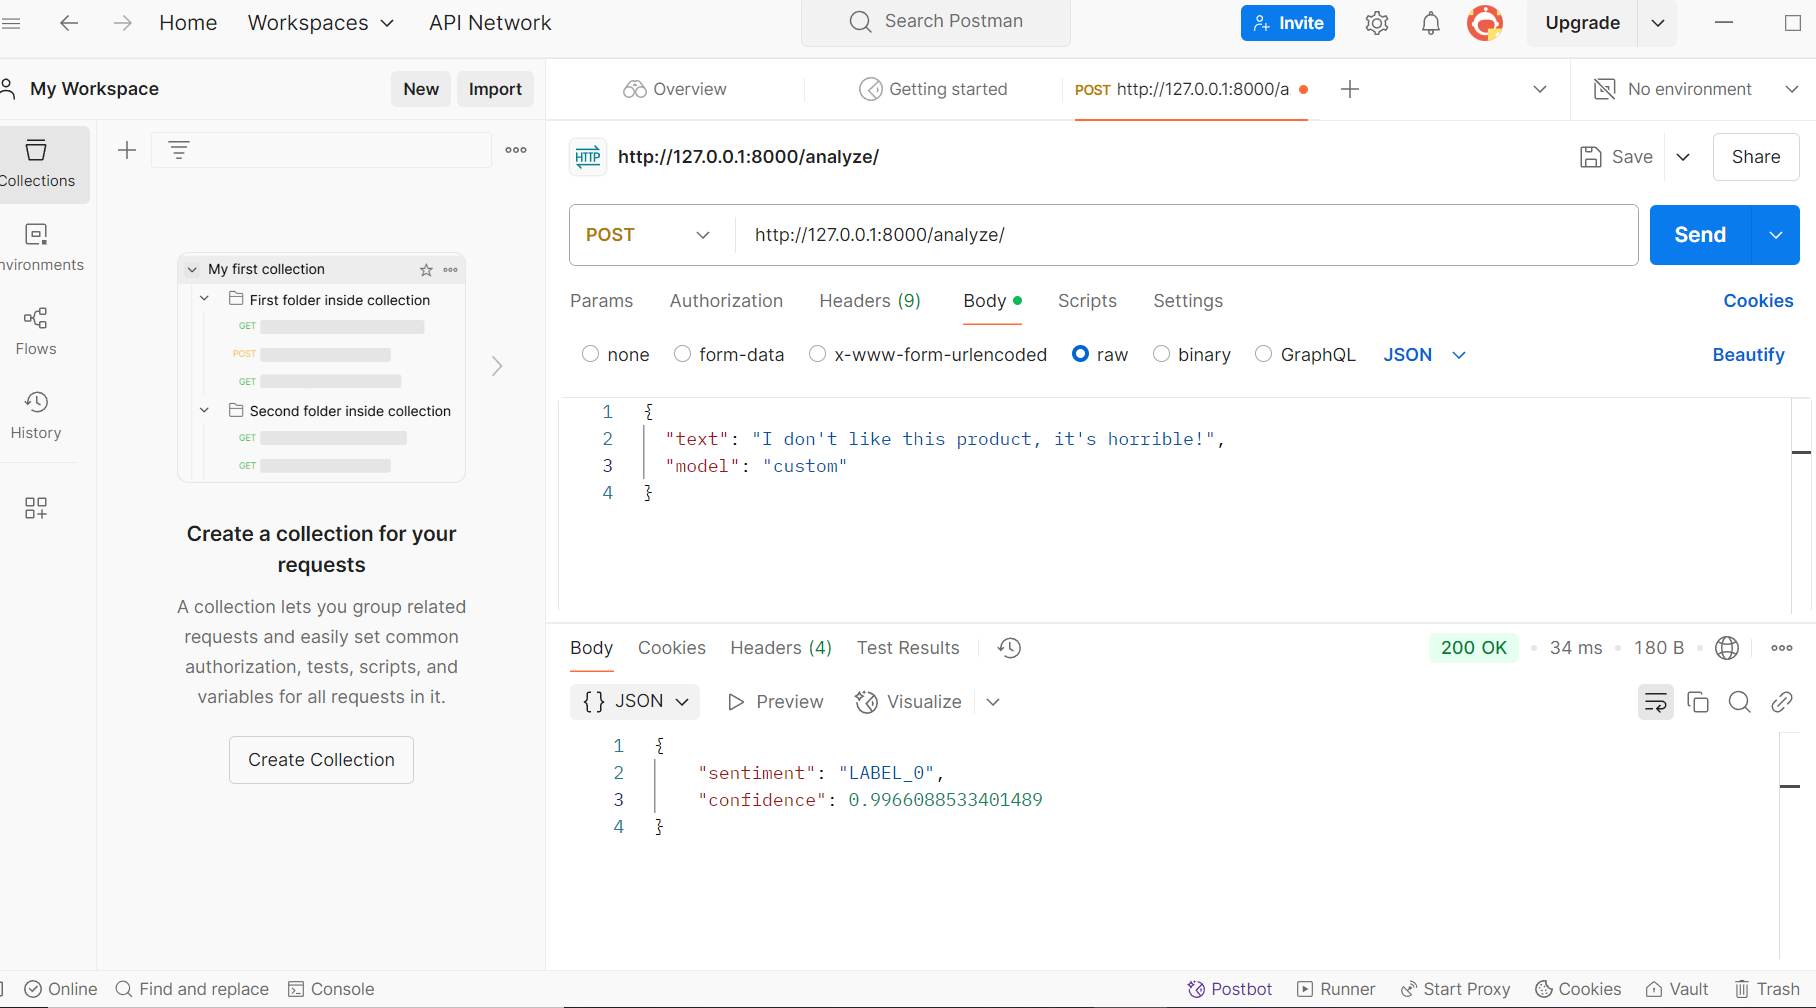 Home Workspaces API Network Search Postman Invite Upgrade
My Workspace New Import Overview Getting started POST http://127.0.0.1:8000/a No environment
Collections
nvironments
Flows
History
My first collection
First folder inside collection
GET
POST
GET
Second folder inside collection
GET
GET
Create a collection for your
requests
A collection lets you group related
requests and easily set common
authorization, tests, scripts, and
variables for all requests in it.
Create Collection
HTTP http://127.0.0.1:8000/analyze/ Save Share
POST http://127.0.0.1:8000/analyze/ Send
Params Authorization Headers (9) Body Scripts Settings Cookies
none form-data x-www-form-urlencoded raw binary GraphQL JSON Beautify
1 {
2 "text": "I don't like this product, it's horrible!",
3 "model": "custom"
4 }
Body Cookies Headers (4) Test Results 200 OK 34 ms 180 B
{} JSON Preview Visualize
1 {
2 "sentiment": "LABEL_0",
3 "confidence": 0.9966088533401489
4 }
Online Find and replace Console Postbot Runner Start Proxy Cookies Vault Trash